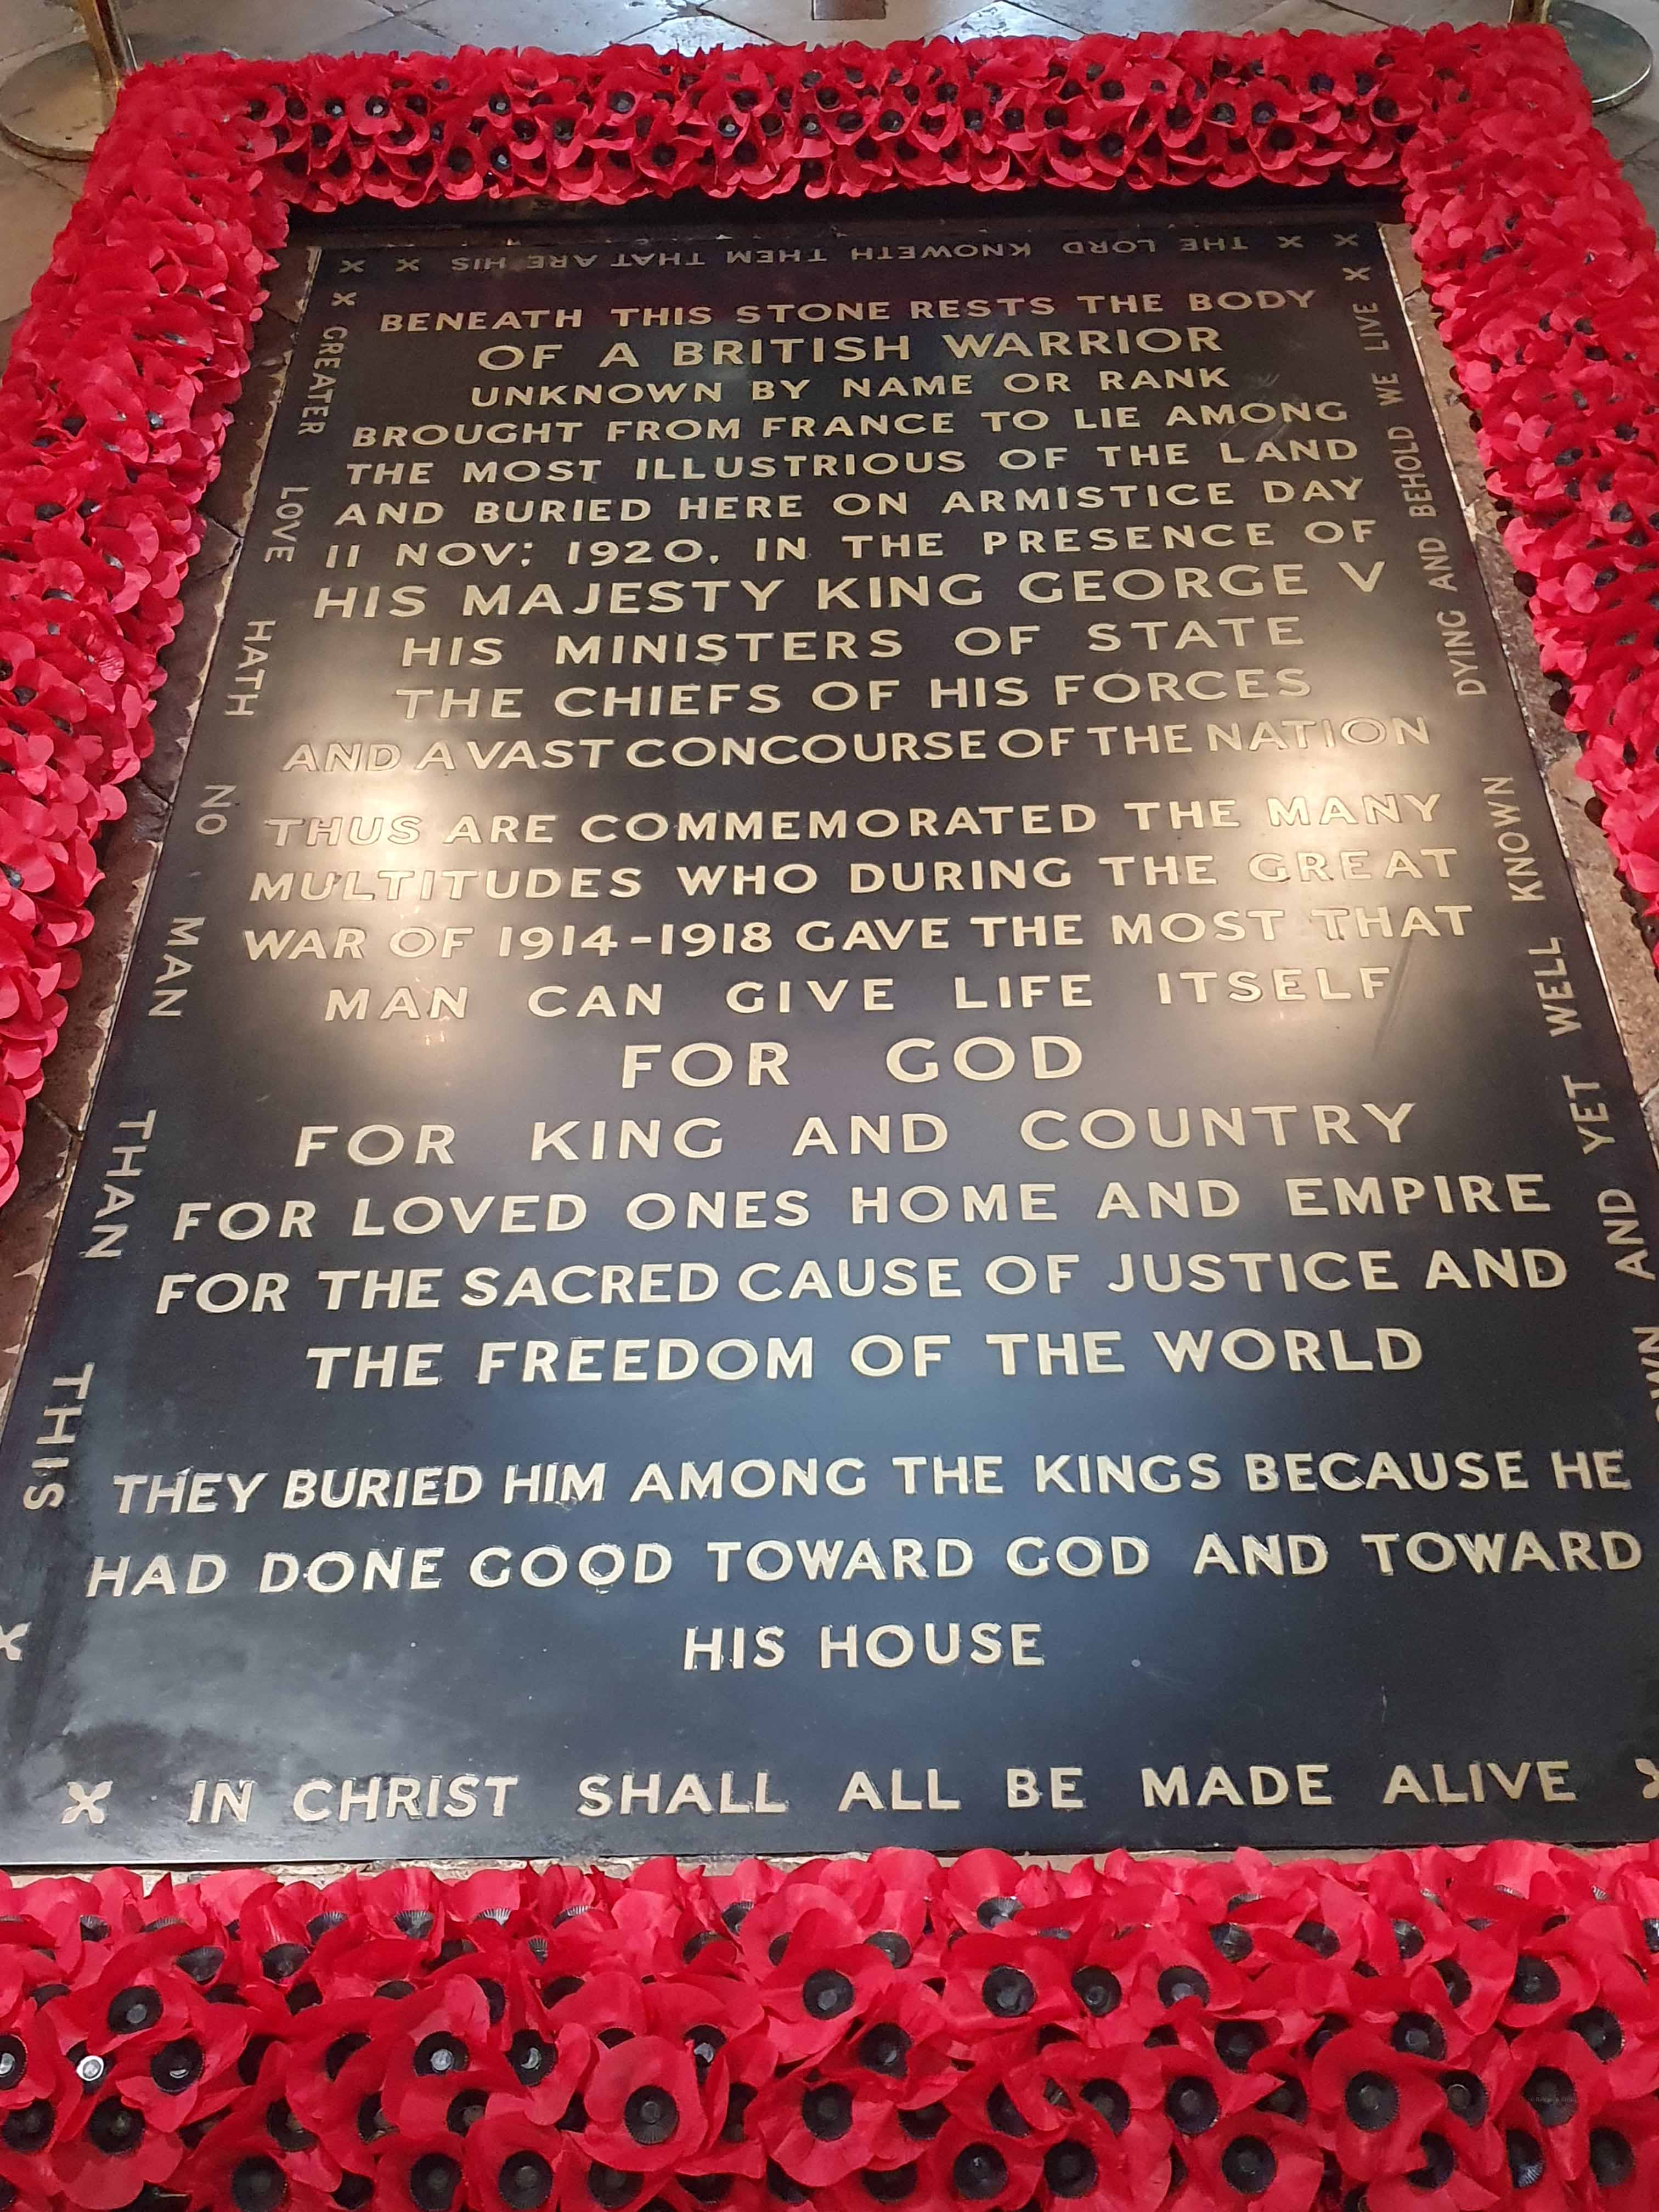 THE LORD KNOWETH THEM THAT ARE HIS
BENEATH THIS STONE RESTS THE BODY
OF A BRITISH WARRIOR
UNKNOWN BY NAME OR RANK
BROUGHT FROM FRANCE TO LIE AMONG
THE MOST ILLUSTRIOUS OF THE LAND
AND BURIED HERE ON ARMISTICE DAY
11 NOV: 1920, IN THE PRESENCE OF
HIS MAJESTY KING GEORGE V
HIS MINISTERS OF STATE
THE CHIEFS OF HIS FORCES
AND A VAST CONCOURSE OF THE NATION
THUS ARE COMMEMORATED THE MANY
MULTITUDES WHO DURING THE GREAT
WAR OF 1914-1918 GAVE THE MOST THAT
MAN CAN GIVE LIFE ITSELF
FOR GOD
FOR KING AND COUNTRY
FOR LOVED ONES HOME AND EMPIRE
FOR THE SACRED CAUSE OF JUSTICE AND
THE FREEDOM OF THE WORLD
THEY BURIED HIM AMONG THE KINGS BECAUSE HE
HAD DONE GOOD TOWARD GOD AND TOWARD
HIS HOUSE
GREATER LOVE HATH NO MAN THAN THIS
AND YET WELL KNOWN DYING AND BEHOLD WE LIVE
IN CHRIST SHALL ALL BE MADE ALIVE